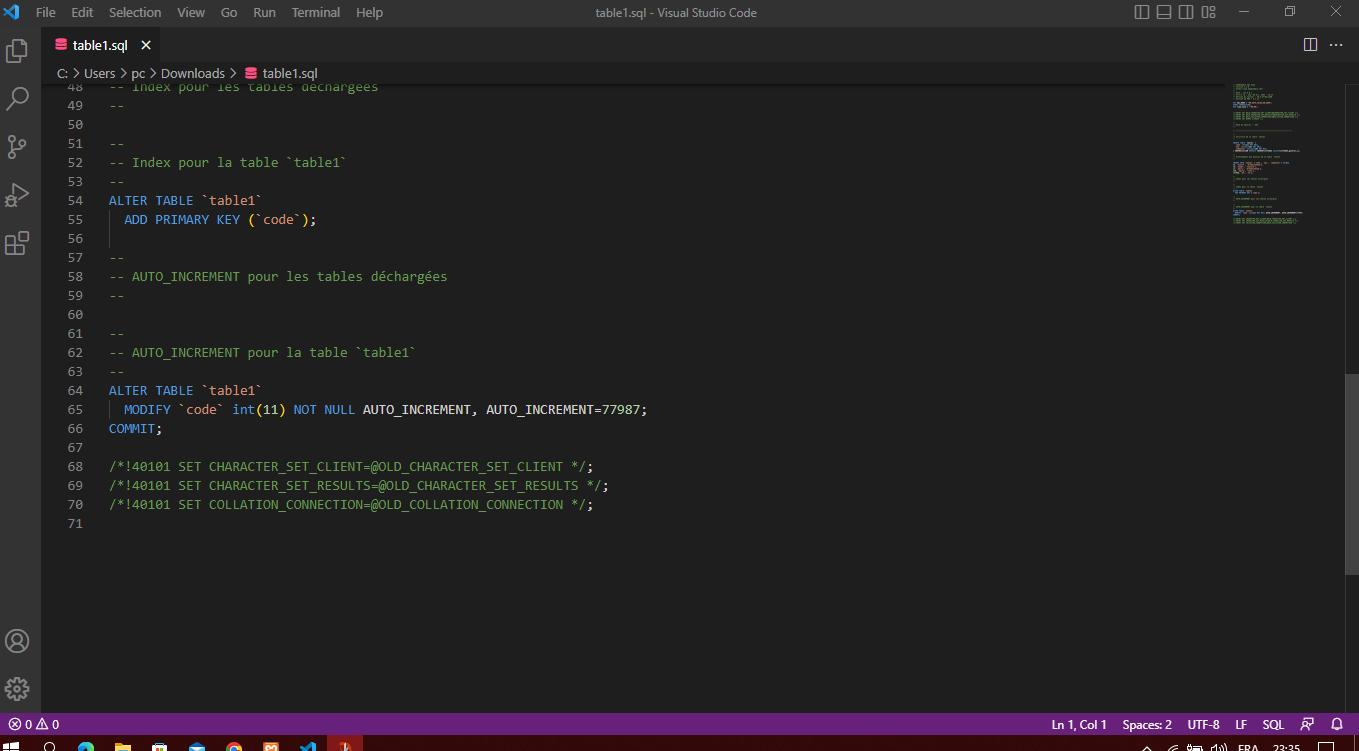 File Edit Selection View Go Run Terminal Help table1.sql - Visual Studio Code
table1.sql
C: > Users > pc > Downloads > table1.sql
48 -- Index pour les tables déchargées
49 --
50
51 --
52 -- Index pour la table `table1`
53 --
54 ALTER TABLE `table1`
55 ADD PRIMARY KEY (`code`);
56
57 --
58 -- AUTO_INCREMENT pour les tables déchargées
59 --
60
61 --
62 -- AUTO_INCREMENT pour la table `table1`
63 --
64 ALTER TABLE `table1`
65 MODIFY `code` int(11) NOT NULL AUTO_INCREMENT, AUTO_INCREMENT=77987;
66 COMMIT;
67
68 /*!40101 SET CHARACTER_SET_CLIENT=@OLD_CHARACTER_SET_CLIENT */;
69 /*!40101 SET CHARACTER_SET_RESULTS=@OLD_CHARACTER_SET_RESULTS */;
70 /*!40101 SET COLLATION_CONNECTION=@OLD_COLLATION_CONNECTION */;
71
0 0 Ln 1, Col 1 Spaces: 2 UTF-8 LF SQL
FRA 23:35